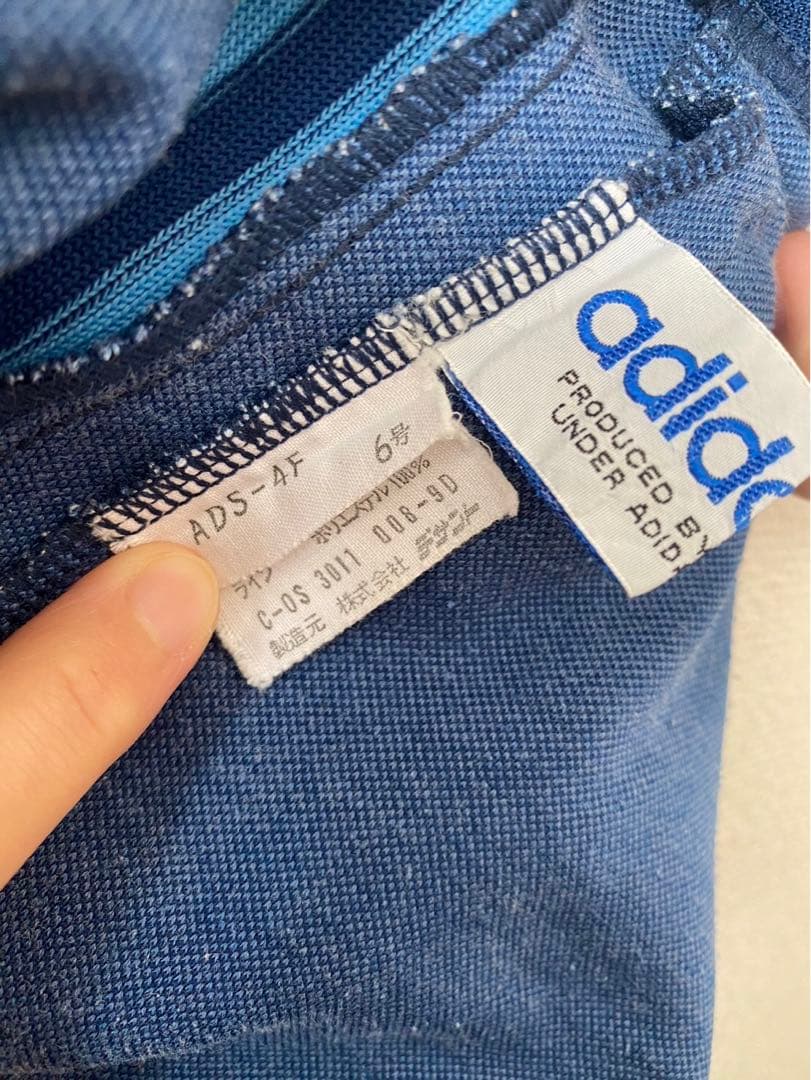 ADS-4F 6号
ライン ポリエステル100%
C-OS 3011 008-9D
製造元 株式会社 デサント
adidas
PRODUCED BY
UNDER ADID